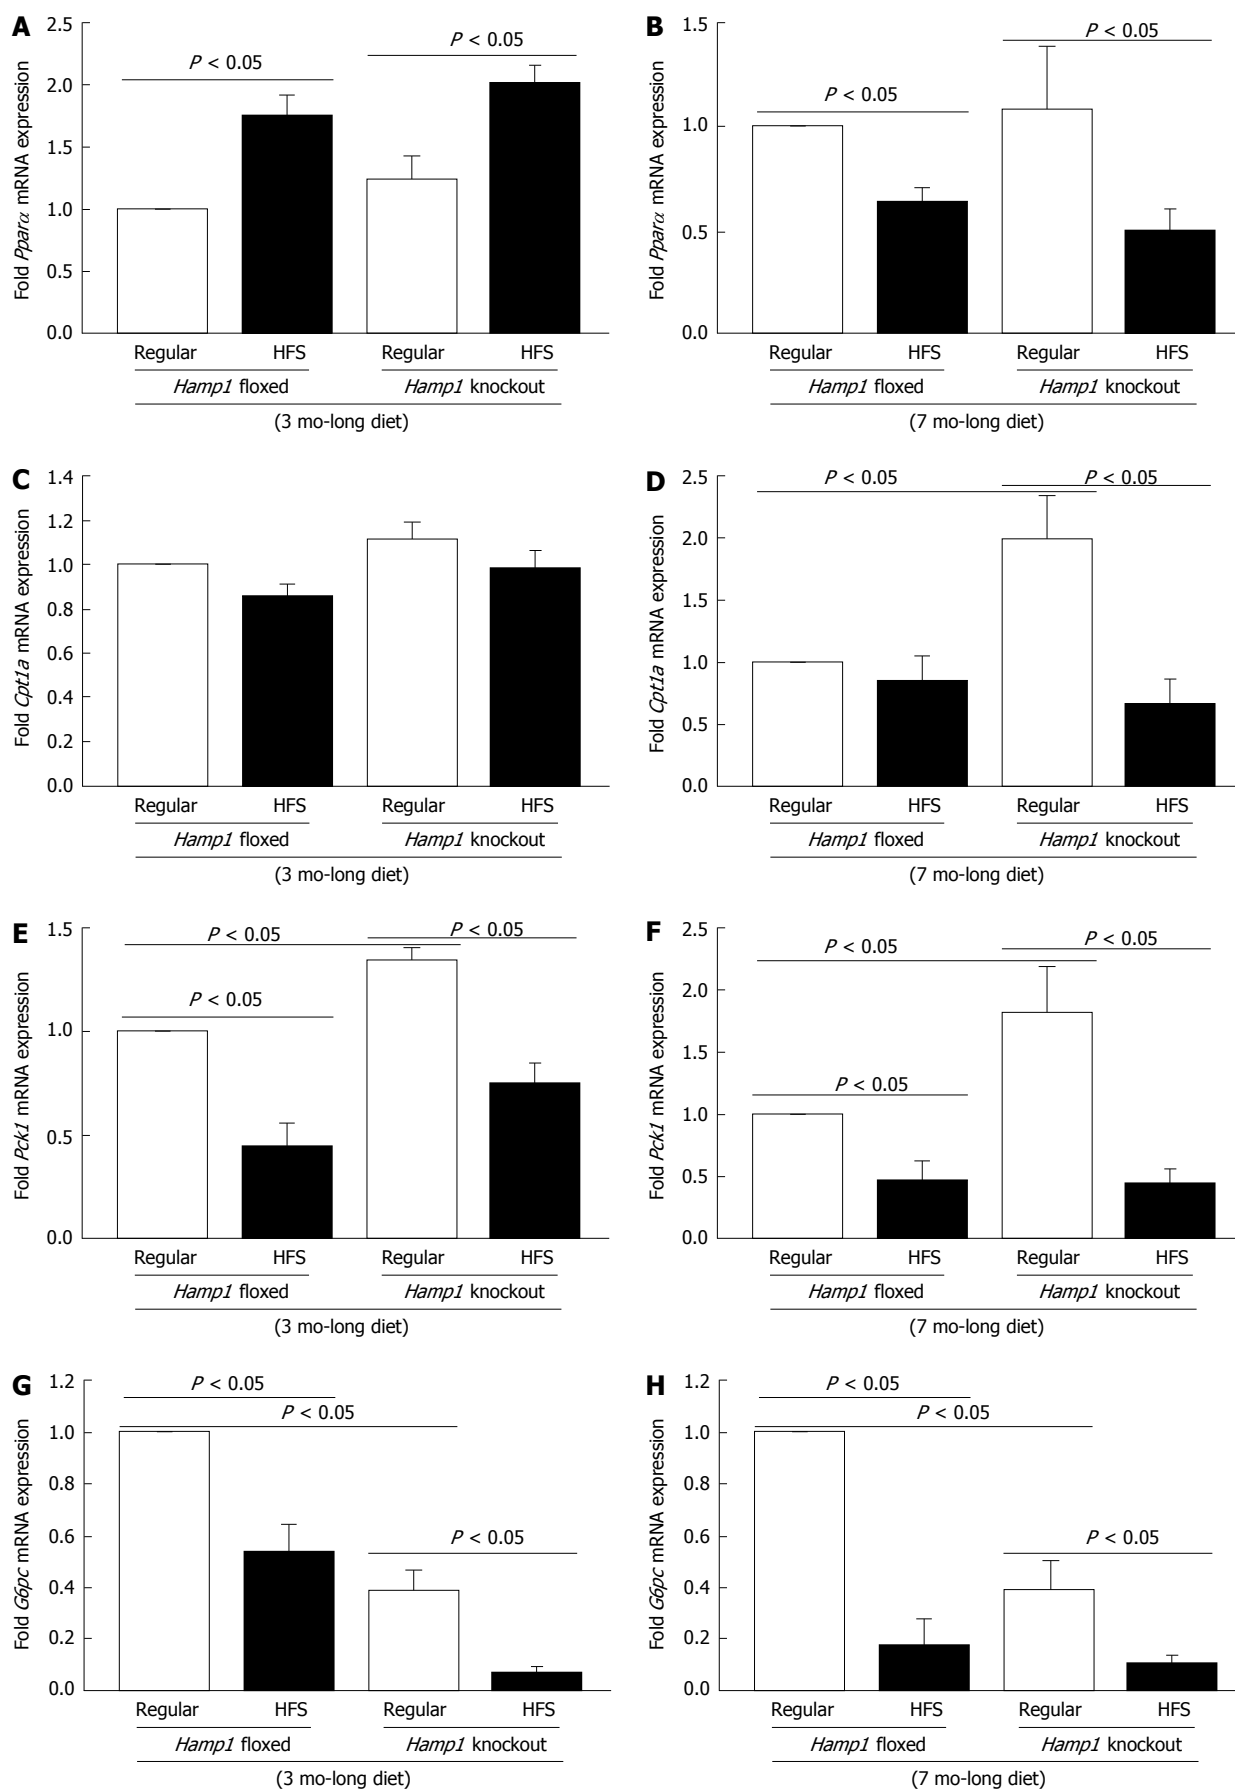 A
Fold Pparα mRNA expression
2.5
2.0
1.5
1.0
0.5
0.0
P < 0.05
P < 0.05
Regular HFS Regular HFS
Hamp1 floxed Hamp1 knockout
(3 mo-long diet)
B
Fold Pparα mRNA expression
1.5
1.0
0.5
0.0
P < 0.05
P < 0.05
Regular HFS Regular HFS
Hamp1 floxed Hamp1 knockout
(7 mo-long diet)
C
Fold Cpt1a mRNA expression
1.4
1.2
1.0
0.8
0.6
0.4
0.2
0.0
Regular HFS Regular HFS
Hamp1 floxed Hamp1 knockout
(3 mo-long diet)
D
Fold Cpt1a mRNA expression
2.5
2.0
1.5
1.0
0.5
0.0
P < 0.05
P < 0.05
Regular HFS Regular HFS
Hamp1 floxed Hamp1 knockout
(7 mo-long diet)
E
Fold Pck1 mRNA expression
1.5
1.0
0.5
0.0
P < 0.05
P < 0.05
P < 0.05
Regular HFS Regular HFS
Hamp1 floxed Hamp1 knockout
(3 mo-long diet)
F
Fold Pck1 mRNA expression
2.5
2.0
1.5
1.0
0.5
0.0
P < 0.05
P < 0.05
P < 0.05
Regular HFS Regular HFS
Hamp1 floxed Hamp1 knockout
(7 mo-long diet)
G
Fold G6pc mRNA expression
1.2
1.0
0.8
0.6
0.4
0.2
0.0
P < 0.05
P < 0.05
P < 0.05
Regular HFS Regular HFS
Hamp1 floxed Hamp1 knockout
(3 mo-long diet)
H
Fold G6pc mRNA expression
1.2
1.0
0.8
0.6
0.4
0.2
0.0
P < 0.05
P < 0.05
P < 0.05
Regular HFS Regular HFS
Hamp1 floxed Hamp1 knockout
(7 mo-long diet)